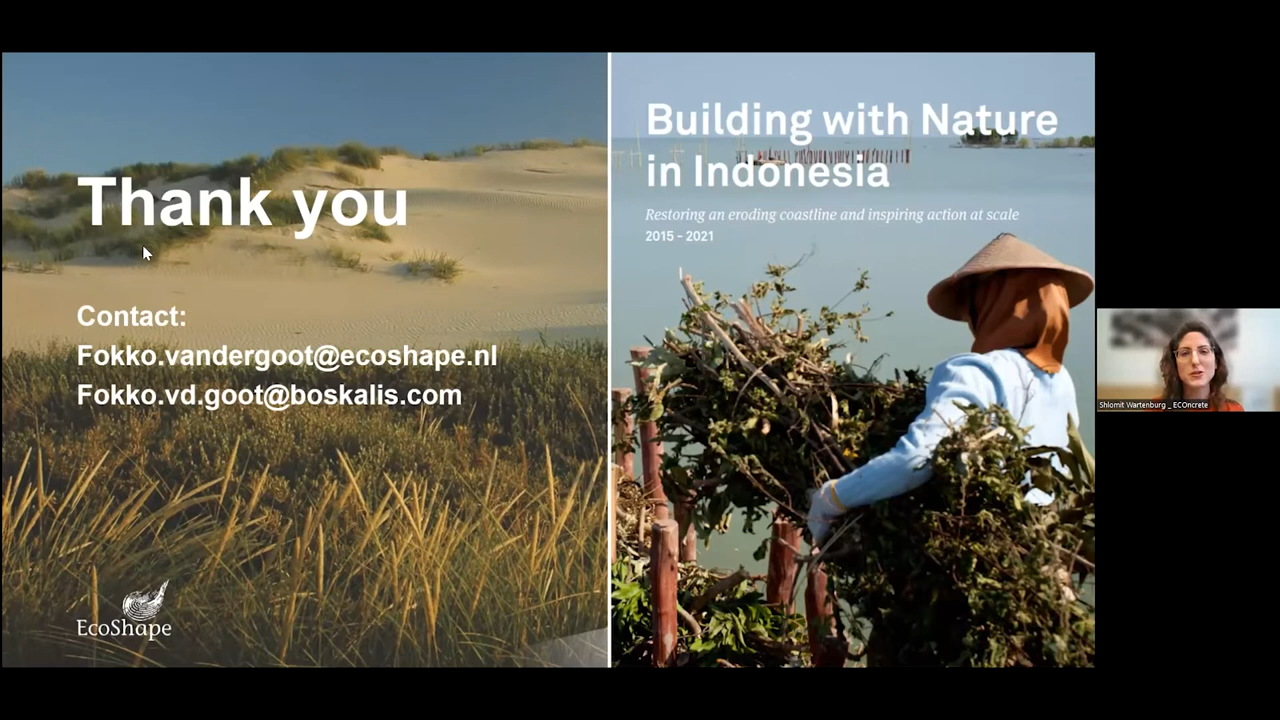 Thank you
Contact:
Fokko.vandergoot@ecoshape.nl
Fokko.vd.goot@boskalis.com
EcoShape
Building with Nature
in Indonesia
Restoring an eroding coastline and inspiring action at scale
2015 – 2021
Shlomit Wartenburg _ ECOncrete